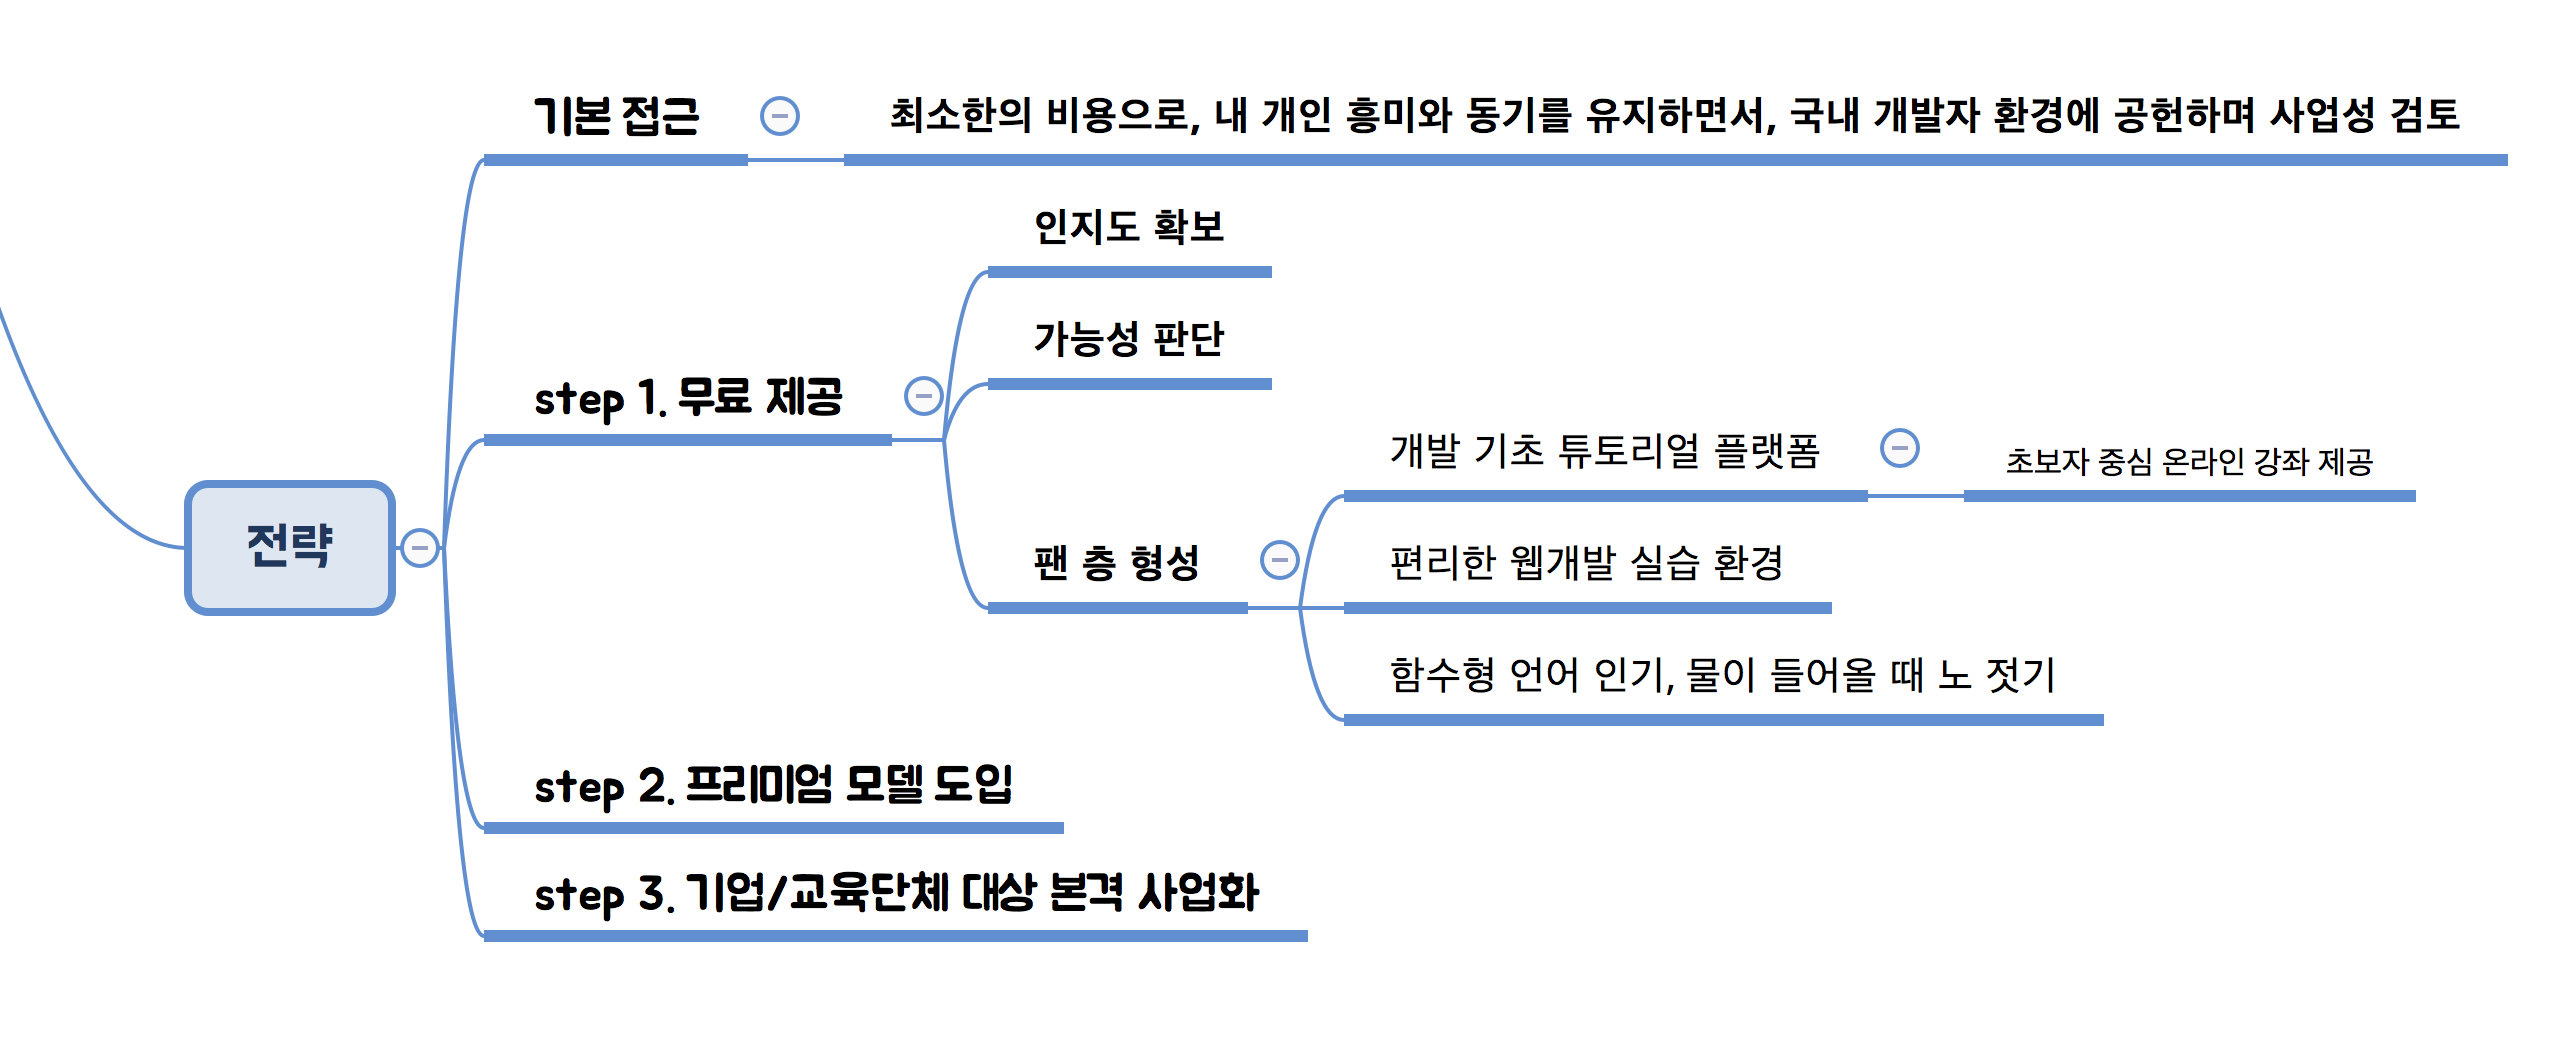 전략
기본 접근
최소한의 비용으로, 내 개인 흥미와 동기를 유지하면서, 국내 개발자 환경에 공헌하며 사업성 검토
step 1. 무료 제공
인지도 확보
가능성 판단
팬 층 형성
개발 기초 튜토리얼 플랫폼
초보자 중심 온라인 강좌 제공
편리한 웹개발 실습 환경
함수형 언어 인기, 물이 들어올 때 노 젓기
step 2. 프리미엄 모델 도입
step 3. 기업/교육단체 대상 본격 사업화